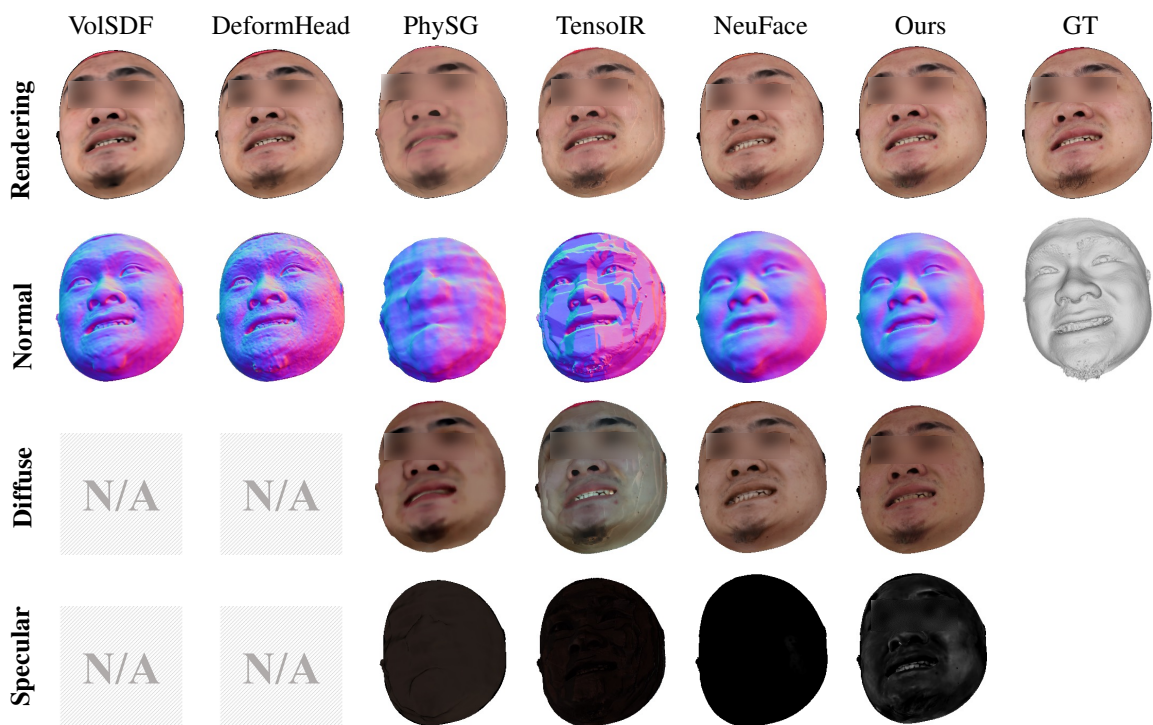 VolSDF DeformHead PhySG TensoIR NeuFace Ours GT
Rendering
Normal
Diffuse
N/A N/A
Specular
N/A N/A